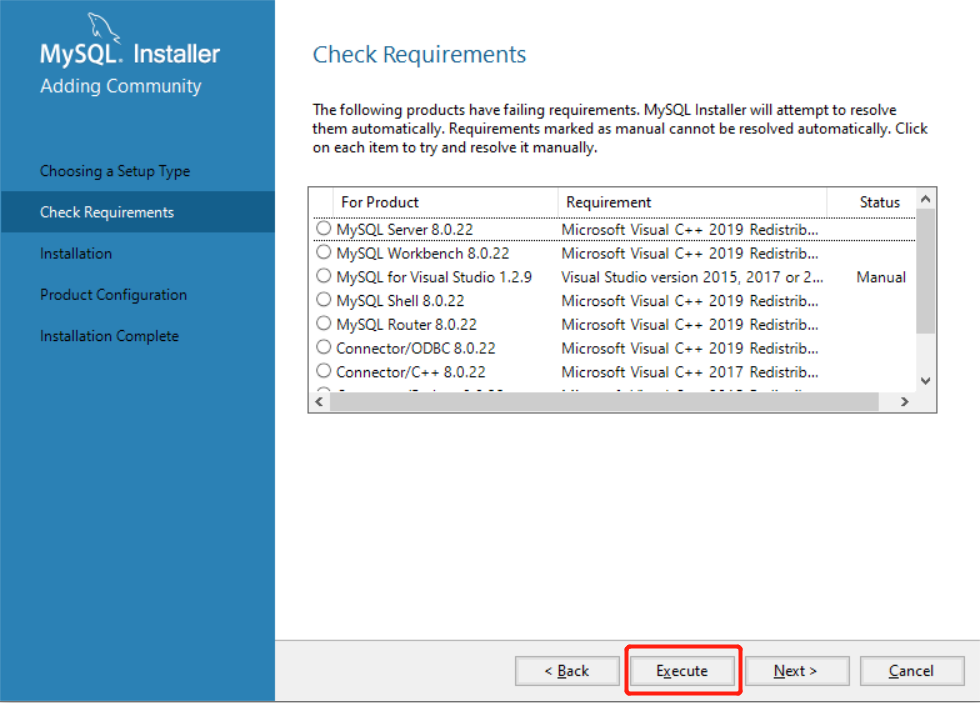 MySQL. Installer
Adding Community
Choosing a Setup Type
Check Requirements
Installation
Product Configuration
Installation Complete
Check Requirements
The following products have failing requirements. MySQL Installer will attempt to resolve
them automatically. Requirements marked as manual cannot be resolved automatically. Click
on each item to try and resolve it manually.
For Product Requirement Status
MySQL Server 8.0.22 Microsoft Visual C++ 2019 Redistrib...
MySQL Workbench 8.0.22 Microsoft Visual C++ 2019 Redistrib...
MySQL for Visual Studio 1.2.9 Visual Studio version 2015, 2017 or 2... Manual
MySQL Shell 8.0.22 Microsoft Visual C++ 2019 Redistrib...
MySQL Router 8.0.22 Microsoft Visual C++ 2019 Redistrib...
Connector/ODBC 8.0.22 Microsoft Visual C++ 2019 Redistrib...
Connector/C++ 8.0.22 Microsoft Visual C++ 2017 Redistrib...
< Back Execute Next > Cancel